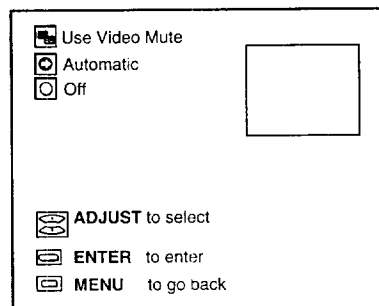 Use Video Mute
Automatic
Off
ADJUST to select
ENTER to enter
MENU to go back